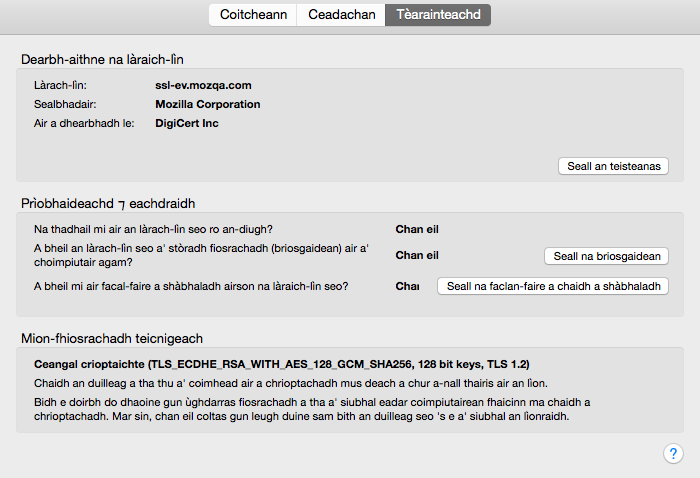 Coitcheann Ceadachan Tèarainteachd
Dearbh-aithne na làraich-lìn
Làrach-lìn: ssl-ev.mozqa.com
Sealbhadair: Mozilla Corporation
Air a dhearbhadh le: DigiCert Inc
Seall an teisteanas
Prìobhaideachd ⁊ eachdraidh
Na thadhail mi air an làrach-lìn seo ro an-diugh? Chan eil
A bheil an làrach-lìn seo a' stòradh fiosrachadh (briosgaidean) air a'
choimpiutair agam? Chan eil Seall na briosgaidean
A bheil mi air facal-faire a shàbhaladh airson na làraich-lìn seo? Chan Seall na faclan-faire a chaidh a shàbhaladh
Mion-fhiosrachadh teicnigeach
Ceangal crioptaichte (TLS_ECDHE_RSA_WITH_AES_128_GCM_SHA256, 128 bit keys, TLS 1.2)
Chaidh an duilleag a tha thu a' coimhead air a chrioptachadh mus deach a chur a-nall thairis air an lìon.
Bidh e doirbh do dhaoine gun ùghdarras fiosrachadh a tha a' siubhal eadar coimpiutairean fhaicinn ma chaidh a
chrioptachadh. Mar sin, chan eil coltas gun leugh duine sam bith an duilleag seo 's e a' siubhal an lìonraidh.
?